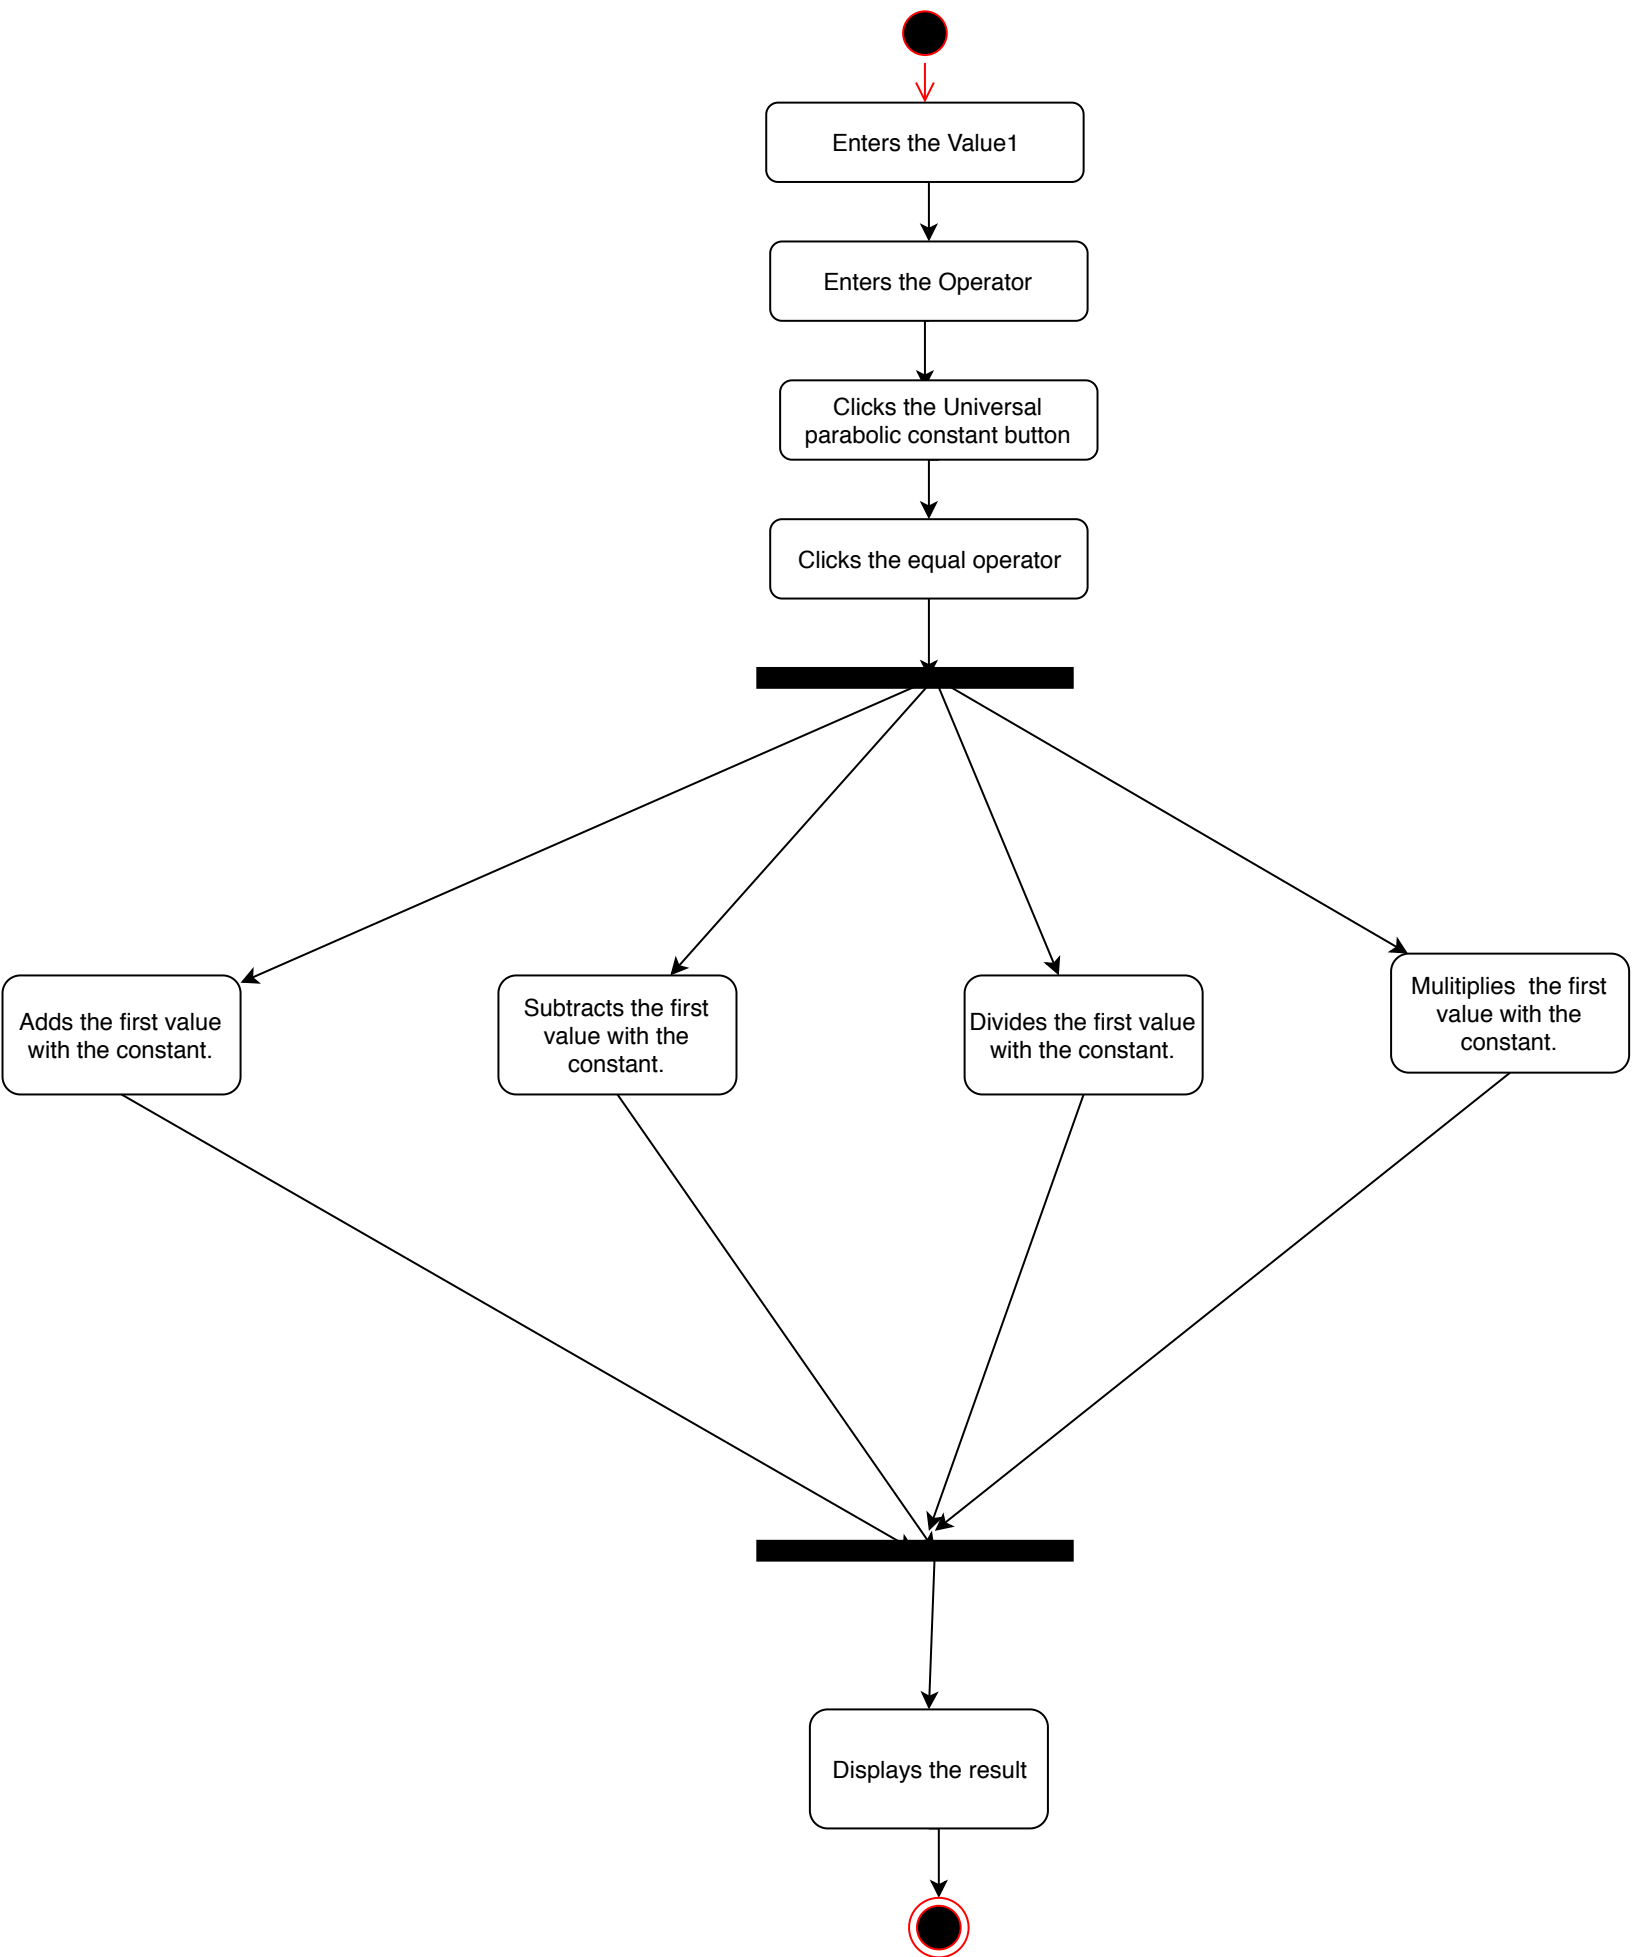 Enters the Value1
Enters the Operator
Clicks the Universal
parabolic constant button
Clicks the equal operator
Adds the first value
with the constant.
Subtracts the first
value with the
constant.
Divides the first value
with the constant.
Mulitiplies  the first
value with the
constant.
Displays the result